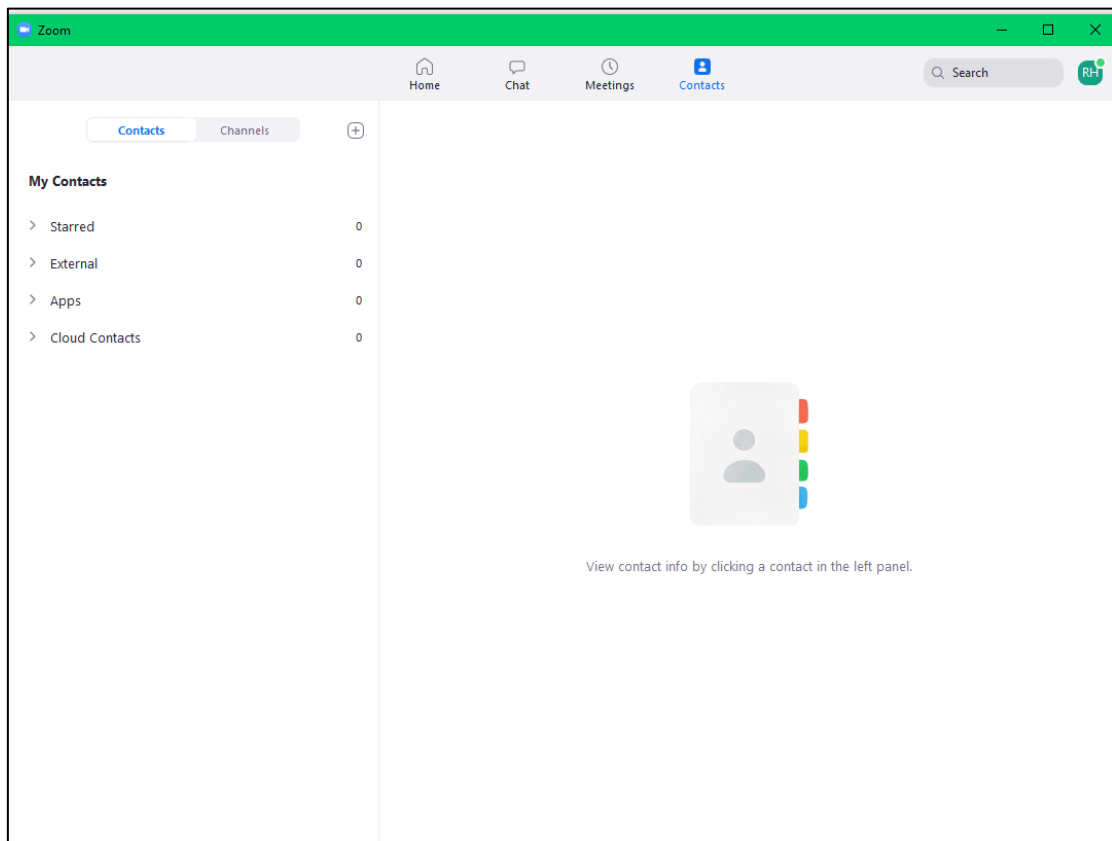 Zoom
Home Chat Meetings Contacts
Search
RH
Contacts Channels
My Contacts
Starred 0
External 0
Apps 0
Cloud Contacts 0
View contact info by clicking a contact in the left panel.